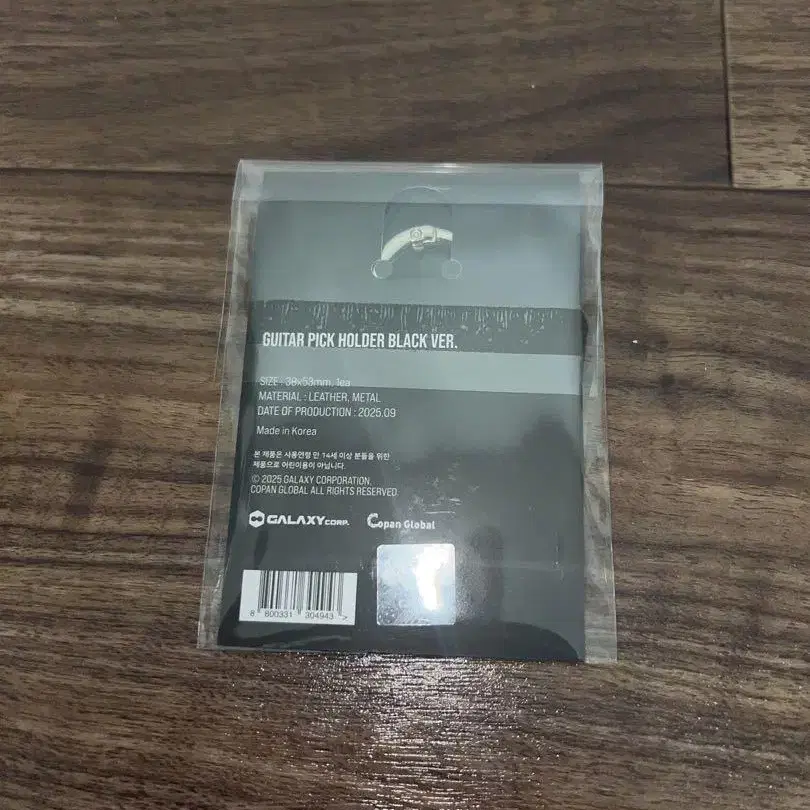 GUITAR PICK HOLDER BLACK VER.
SIZE : 38x53mm, 1ea
MATERIAL : LEATHER, METAL
DATE OF PRODUCTION : 2025.09
Made in Korea
본 제품은 사용연령 만 14세 이상 분들을 위한
제품으로 어린이용이 아닙니다.
© 2025 GALAXY CORPORATION.
COPAN GLOBAL ALL RIGHTS RESERVED.
GALAXY CORP. Copan Global
8 800331 304943 >